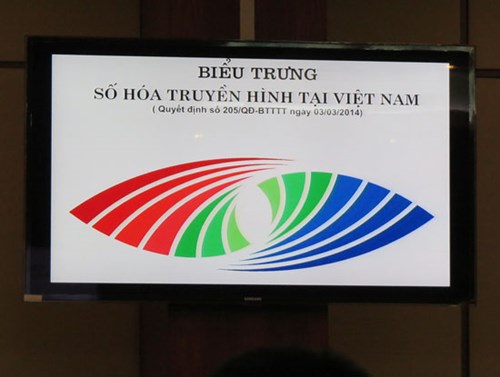 BIỂU TRƯNG
SỐ HÓA TRUYỀN HÌNH TẠI VIỆT NAM
( Quyết định số 205/QĐ-BTTTT ngày 03/03/2014)